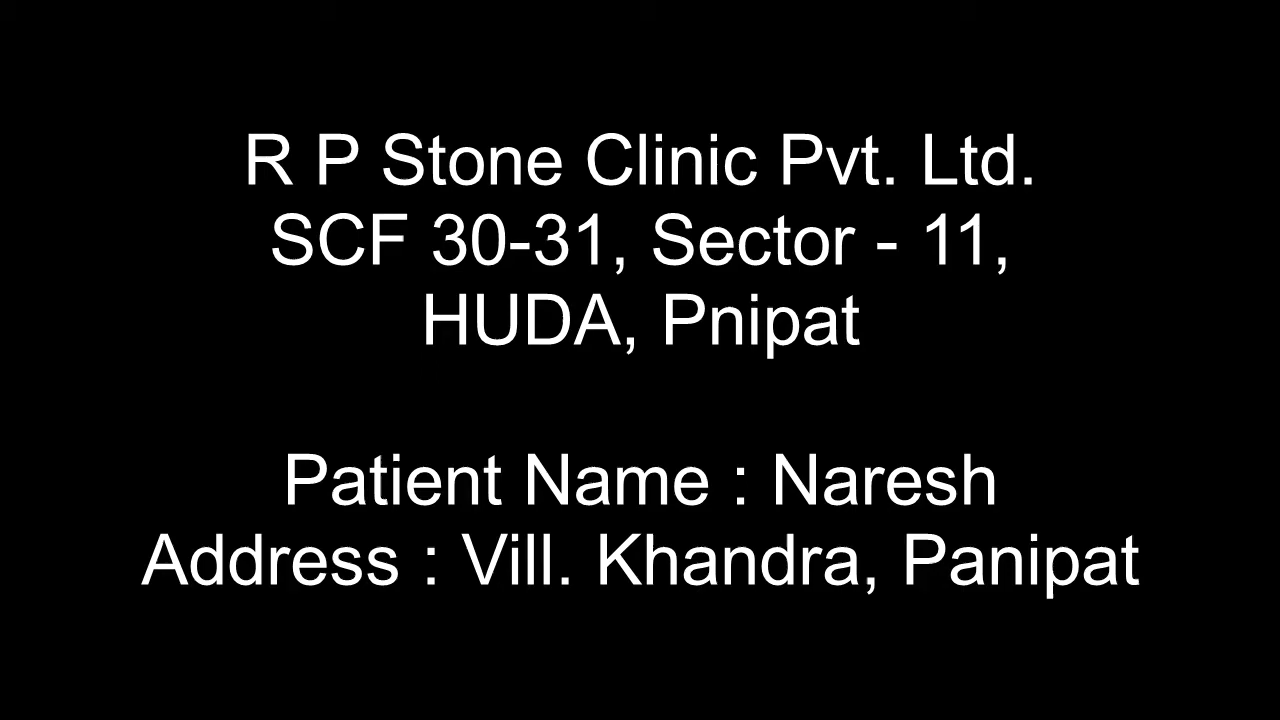 R P Stone Clinic Pvt. Ltd.
SCF 30-31, Sector - 11,
HUDA, Pnipat
Patient Name : Naresh
Address : Vill. Khandra, Panipat